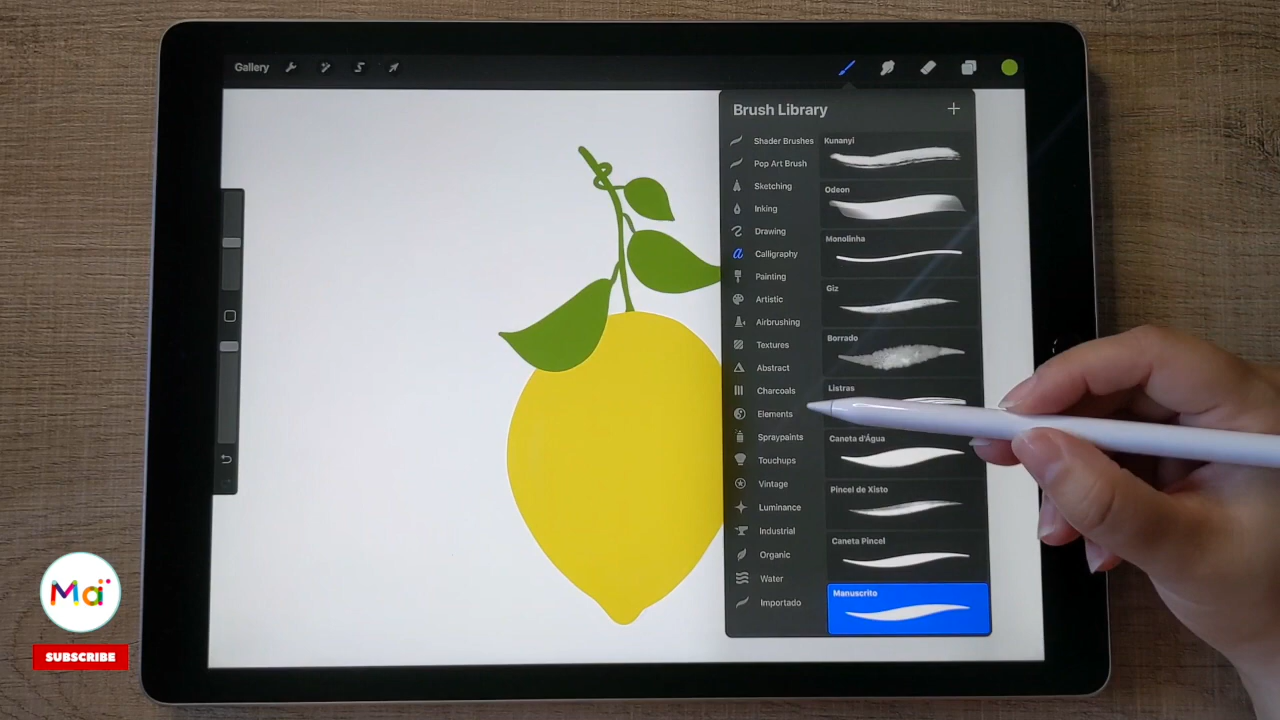 Gallery
Brush Library
Shader Brushes
Pop Art Brush
Sketching
Inking
Drawing
Calligraphy
Painting
Artistic
Airbrushing
Textures
Abstract
Charcoals
Elements
Spraypaints
Touchups
Vintage
Luminance
Industrial
Organic
Water
Importado
Kunanyi
Odeon
Monolinha
Giz
Borrado
Listras
Caneta d'Água
Pincel de Xisto
Caneta Pincel
Manuscrito
Mä
SUBSCRIBE